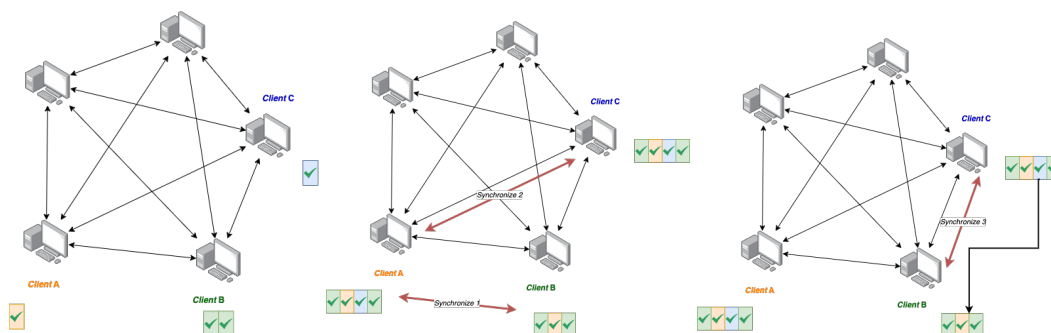 Client C
Client A
Client B
Client C
Synchronize 2
Client A
Client B
Synchronize 1
Client C
Synchronize 3
Client A
Client B